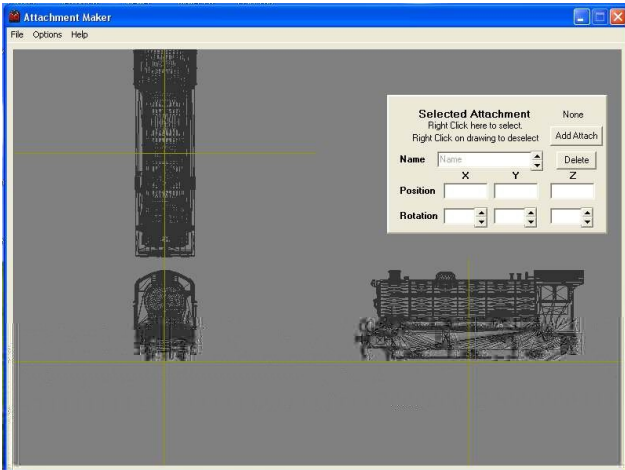 Attachment Maker
File Options Help
Selected Attachment None
Right Click here to select.
Right Click on drawing to deselect
Add Attach
Name Name Delete
X Y Z
Position
Rotation